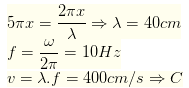 5πx = 2πx/λ ⇒ λ = 40cm
f = ω/2π = 10Hz
v = λ.f = 400cm/s ⇒ C